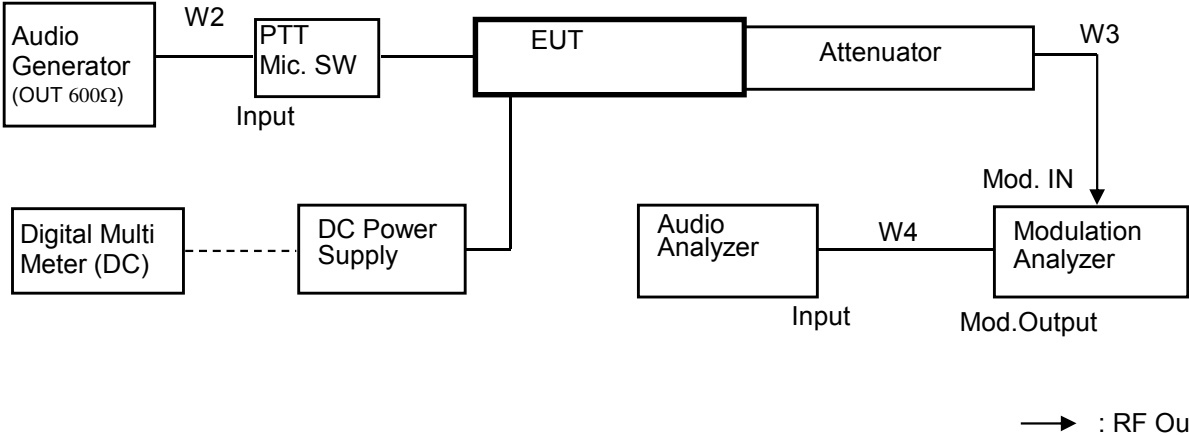 W2
Audio
Generator
(OUT 600Ω)
PTT
Mic. SW
Input
EUT
Attenuator
W3
Mod. IN
Digital Multi
Meter (DC)
DC Power
Supply
Audio
Analyzer
W4
Modulation
Analyzer
Input
Mod.Output
: RF Ou